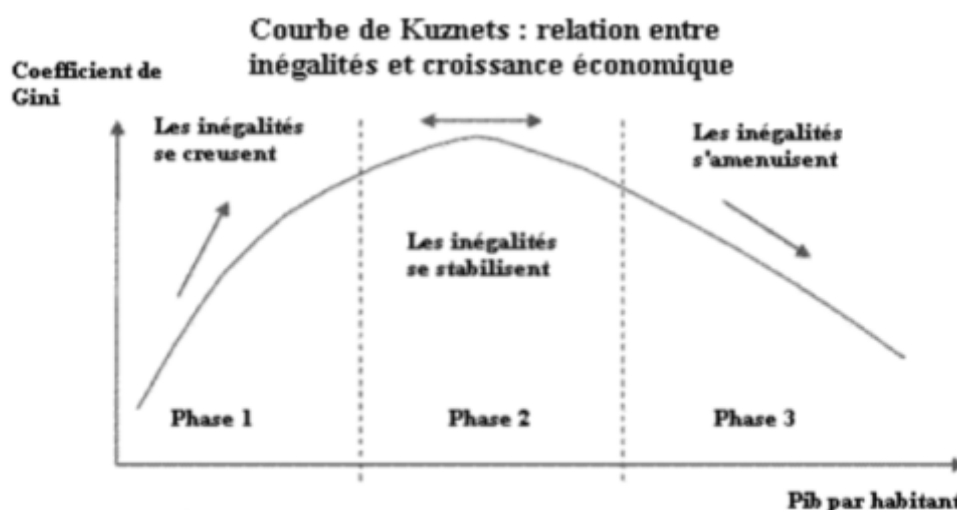 Courbe de Kuznets : relation entre
inégalités et croissance économique
Coefficient de
Gini
Les inégalités
se creusent
Les inégalités
se stabilisent
Les inégalités
s'amenuisent
Phase 1
Phase 2
Phase 3
Pib par habitant